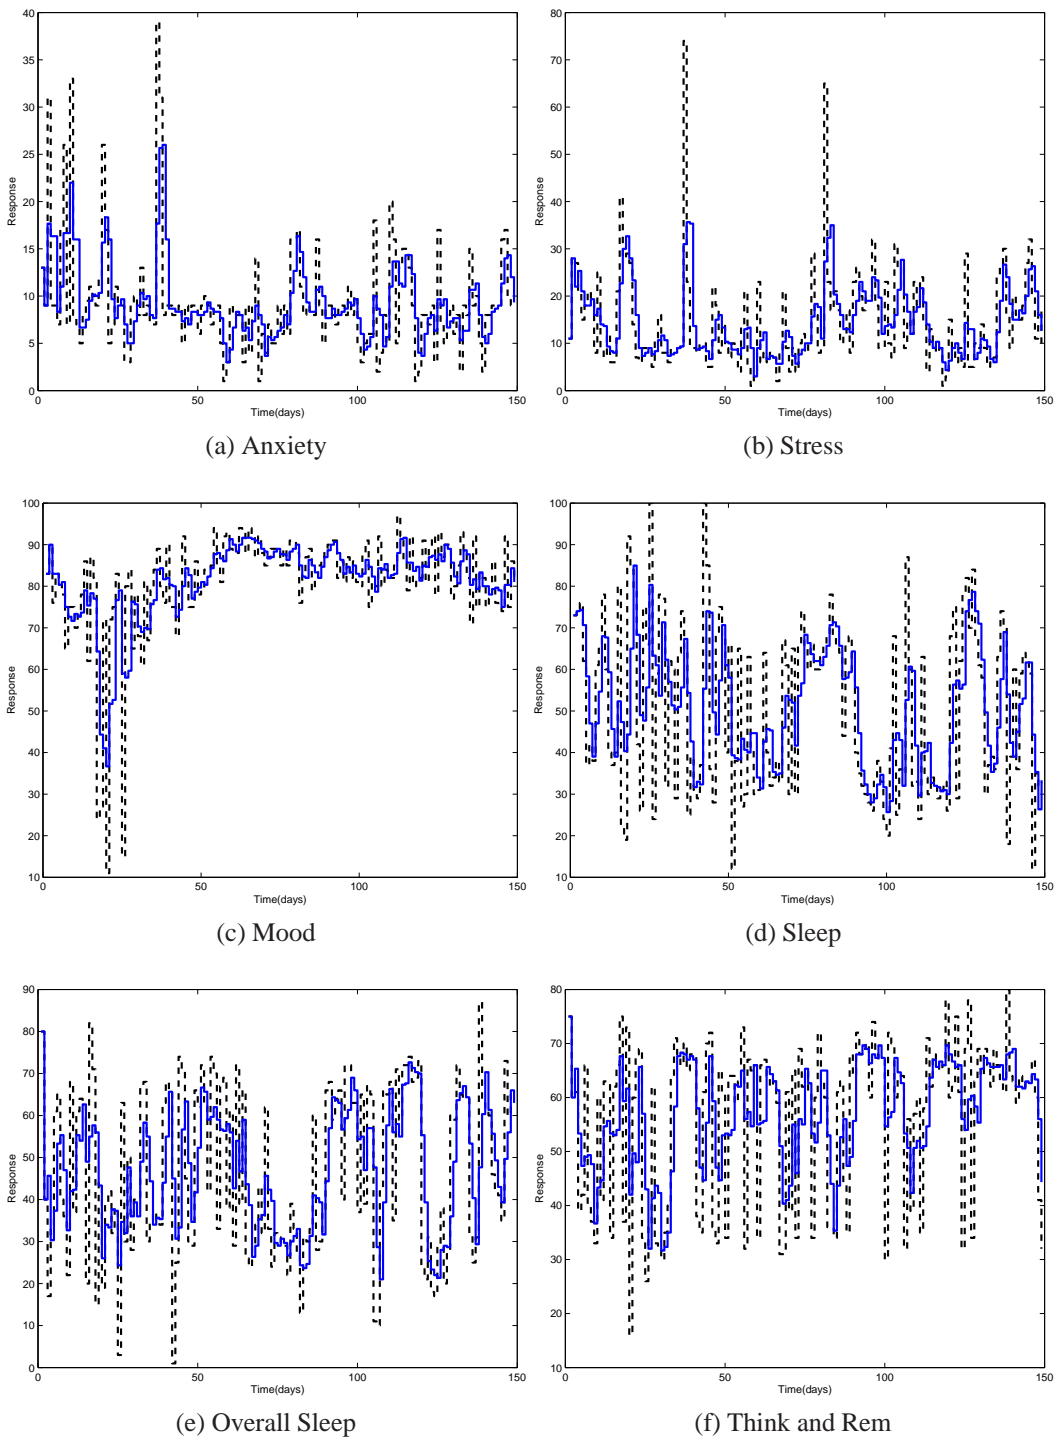 40
35
30
25
20
15
10
5
0
Response
0 50 100 150
Time(days)
(a) Anxiety
80
70
60
50
40
30
20
10
0
Response
0 50 100 150
Time(days)
(b) Stress
100
90
80
70
60
50
40
30
20
10
Response
0 50 100 150
Time(days)
(c) Mood
100
90
80
70
60
50
40
30
20
10
Response
0 50 100 150
Time(days)
(d) Sleep
90
80
70
60
50
40
30
20
10
0
Response
0 50 100 150
Time(days)
(e) Overall Sleep
80
70
60
50
40
30
20
10
Response
0 50 100 150
Time(days)
(f) Think and Rem